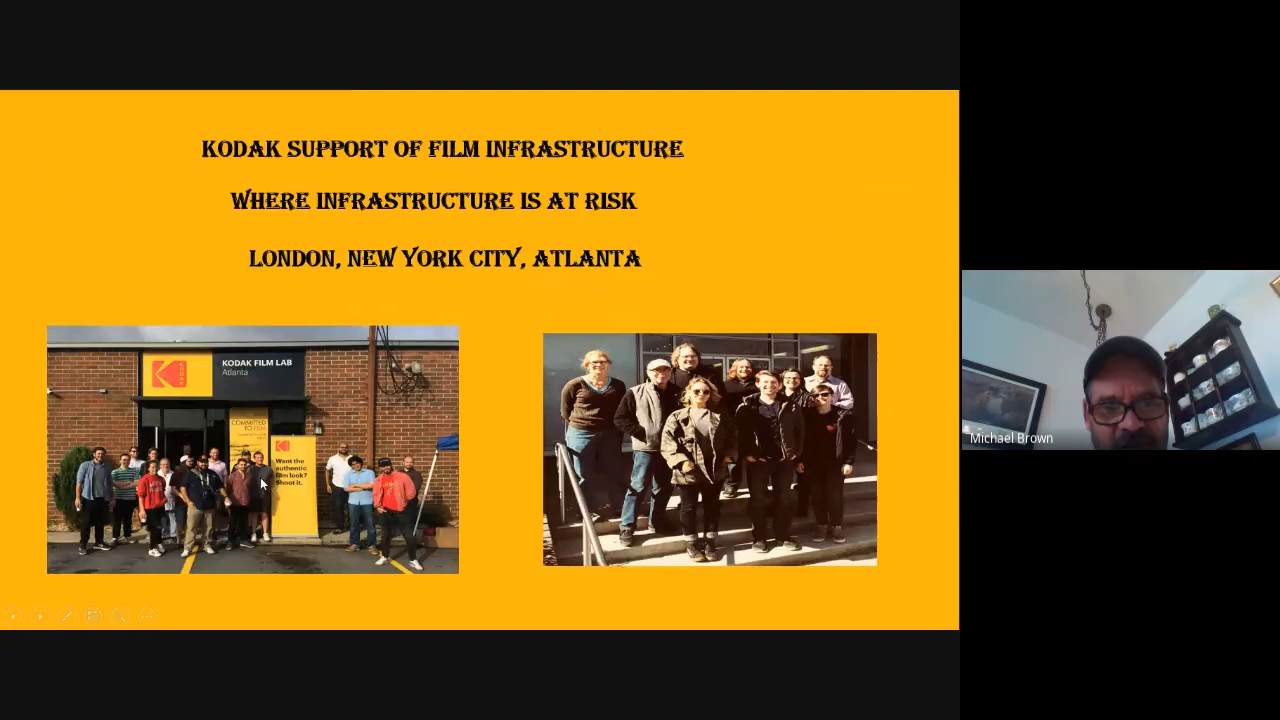 KODAK SUPPORT OF FILM INFRASTRUCTURE
WHERE INFRASTRUCTURE IS AT RISK
LONDON, NEW YORK CITY, ATLANTA
KODAK FILM LAB
Atlanta
COMMITTED
TO FILM
Want the
authentic
film look?
Shoot it.
Michael Brown